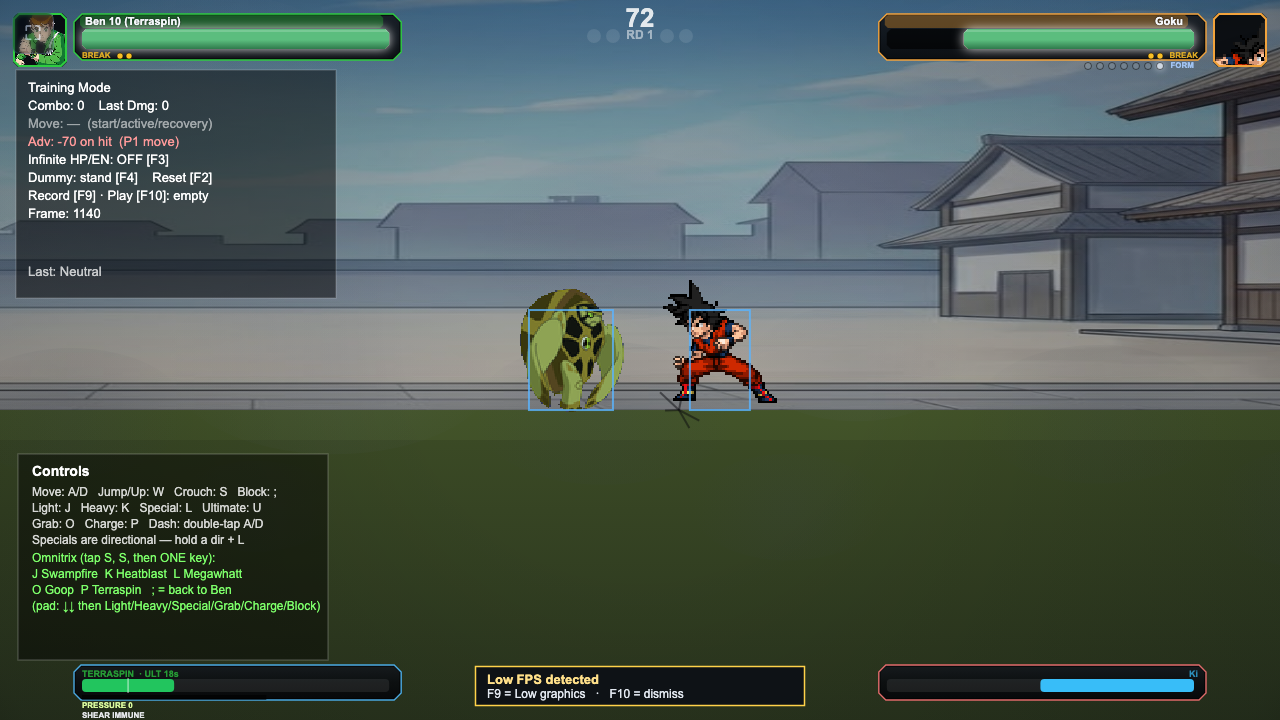 Ben 10 (Terraspin)
BREAK
72
RD 1
Goku
BREAK
FORM
Training Mode
Combo: 0    Last Dmg: 0
Move: —  (start/active/recovery)
Adv: -70 on hit  (P1 move)
Infinite HP/EN: OFF [F3]
Dummy: stand [F4]    Reset [F2]
Record [F9] · Play [F10]: empty
Frame: 1140
Last: Neutral
Controls
Move: A/D   Jump/Up: W   Crouch: S   Block: ;
Light: J   Heavy: K   Special: L   Ultimate: U
Grab: O   Charge: P   Dash: double-tap A/D
Specials are directional — hold a dir + L
Omnitrix (tap S, S, then ONE key):
J Swampfire  K Heatblast  L Megawhatt
O Goop  P Terraspin   ; = back to Ben
(pad: ↓↓ then Light/Heavy/Special/Grab/Charge/Block)
TERRASPIN · ULT 18s
PRESSURE 0
SHEAR IMMUNE
Low FPS detected
F9 = Low graphics   ·   F10 = dismiss
Ki